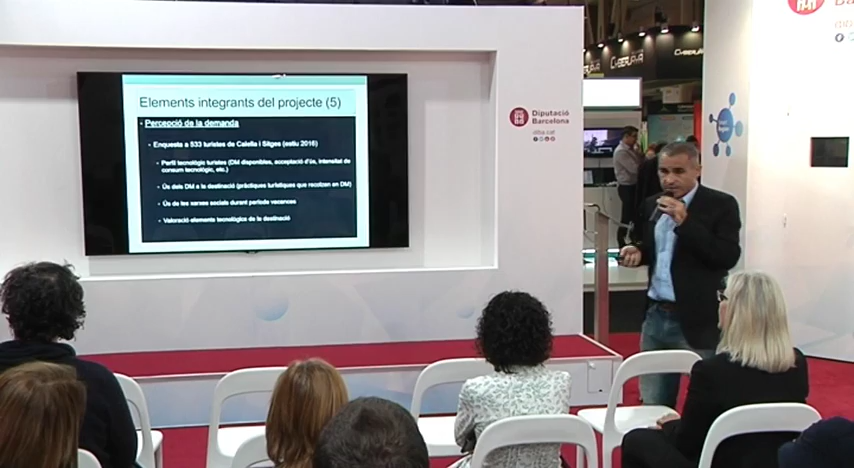 Elements integrants del projecte (5)
- Percepció de la demanda
- Enquesta a 533 turistes de Calella i Sitges (estiu 2016)
- Perfil tecnològic turistes (DM disponibles, acceptació d'ús, intensitat de
consum tecnològic, etc.)
- Ús dels DM a la destinació (pràctiques turístiques que recolzen en DM)
- Ús de les xarxes socials durant període vacances
- Valoració elements tecnològics de la destinació
Diputació
Barcelona
diba.cat